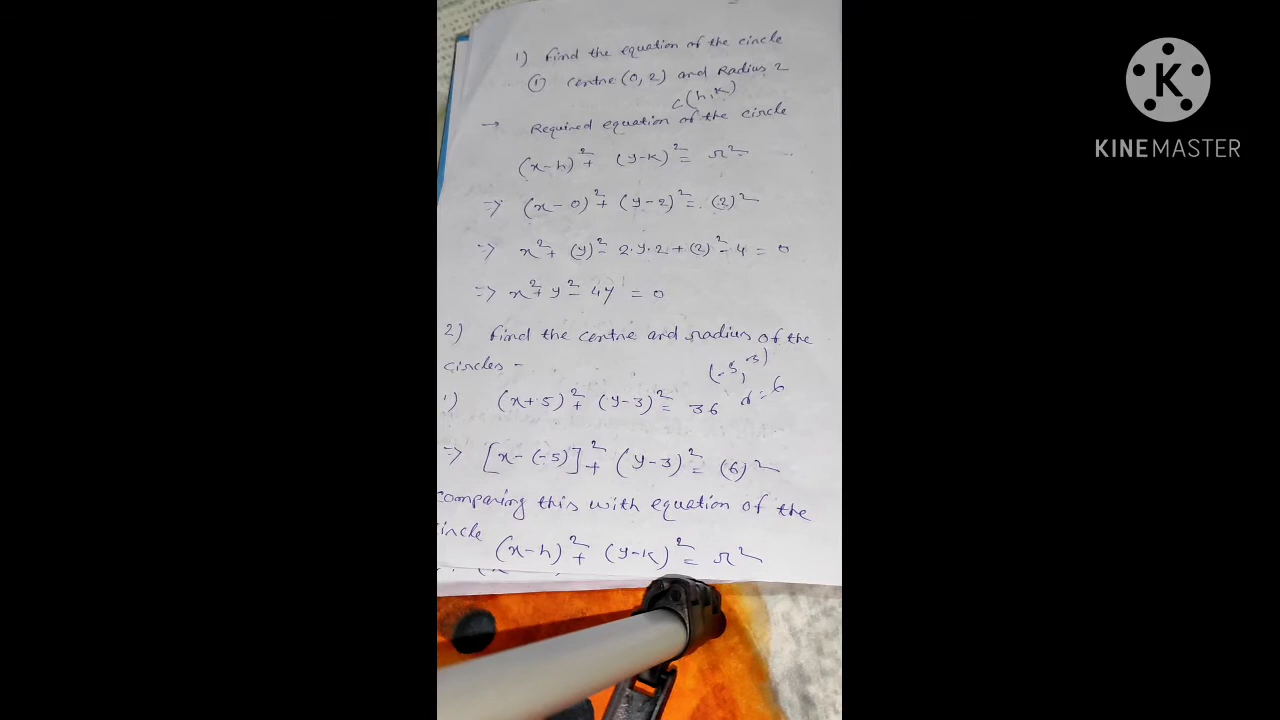 1) Find the equation of the circle
① centre (0, 2) and Radius 2
C(h, k)
→ Required equation of the circle
(x-h)² + (y-k)² = r²
⇒ (x-0)² + (y-2)² = (2)²
⇒ x² + (y)² - 2.y.2 + (2)² - 4 = 0
⇒ x² + y² - 4y = 0
2) Find the centre and radius of the
circles -
(-5, 3)
1) (x+5)² + (y-3)² = 36
r = 6
⇒ [x-(-5)]² + (y-3)² = (6)²
comparing this with equation of the
circle
(x-h)² + (y-k)² = r²
K
KINEMASTER